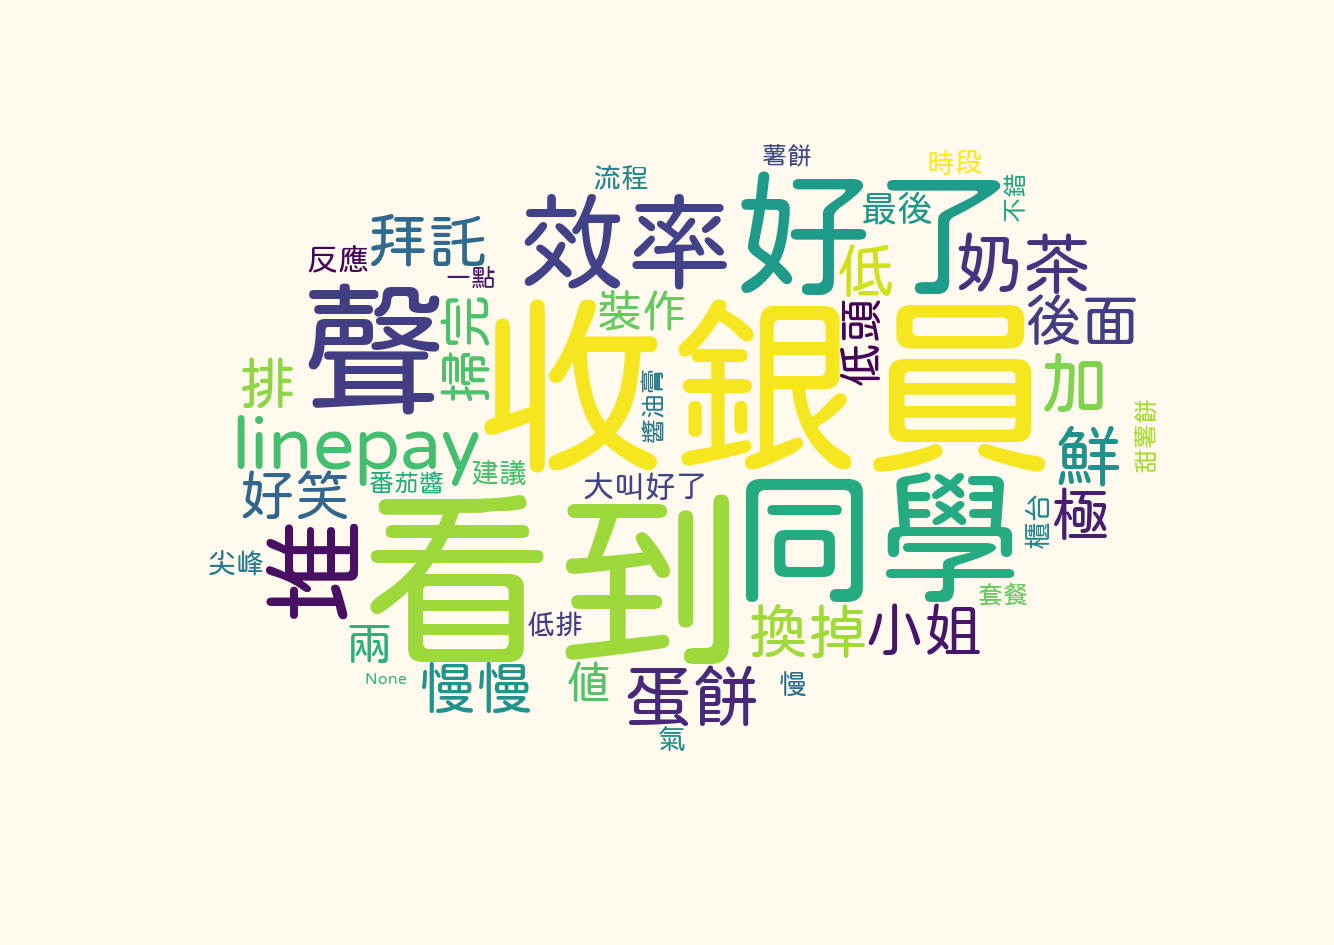 薯餅
時段
流程
不錯
效率
好了
最後
拜託
反應
一點
奶茶
低
聲
掃完
裝作
收銀員
低頭
後面
排
加
醬油膏
甜薯餅
linepay
鮮
好笑
番茄醬
建議
大叫好了
極
櫃台
堆
看到
同學
尖峰
套餐
低排
換掉
小姐
兩
None
慢慢
值
蛋餅
慢
氣